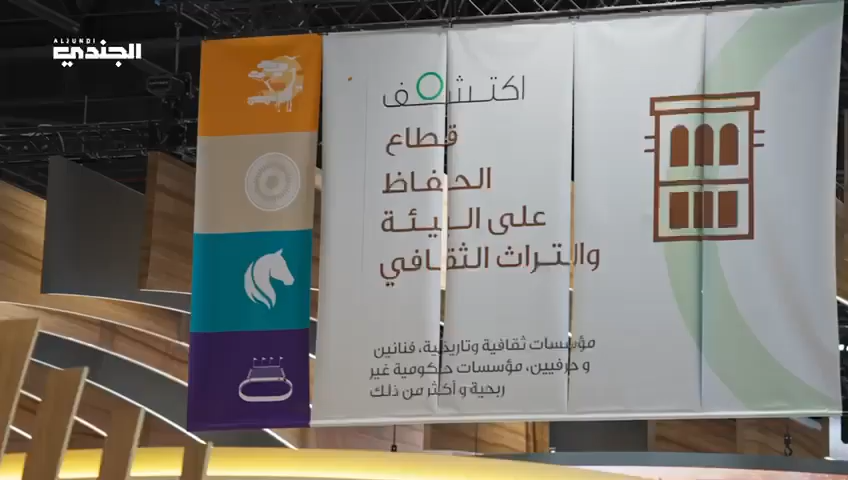 ALJUNDI
الجندي
اكتشف
قطاع
الحفاظ
على البيئة
والتراث الثقافي
مؤسسات ثقافية وتاريخية، فنانين
و حرفيين، مؤسسات حكومية غير
ربحية و أكثر من ذلك